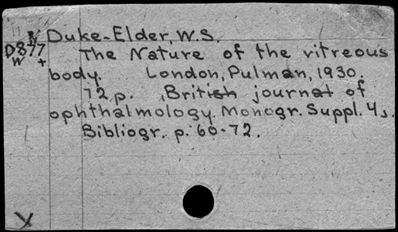 N Duke-Elder, W.S.
D877 The Nature of the vitreous
W + body. London, Pulman, 1930.
72p. (British journal of
ophthalmology. Monogr. Suppl. 4).
Bibliogr. p. 60-72.